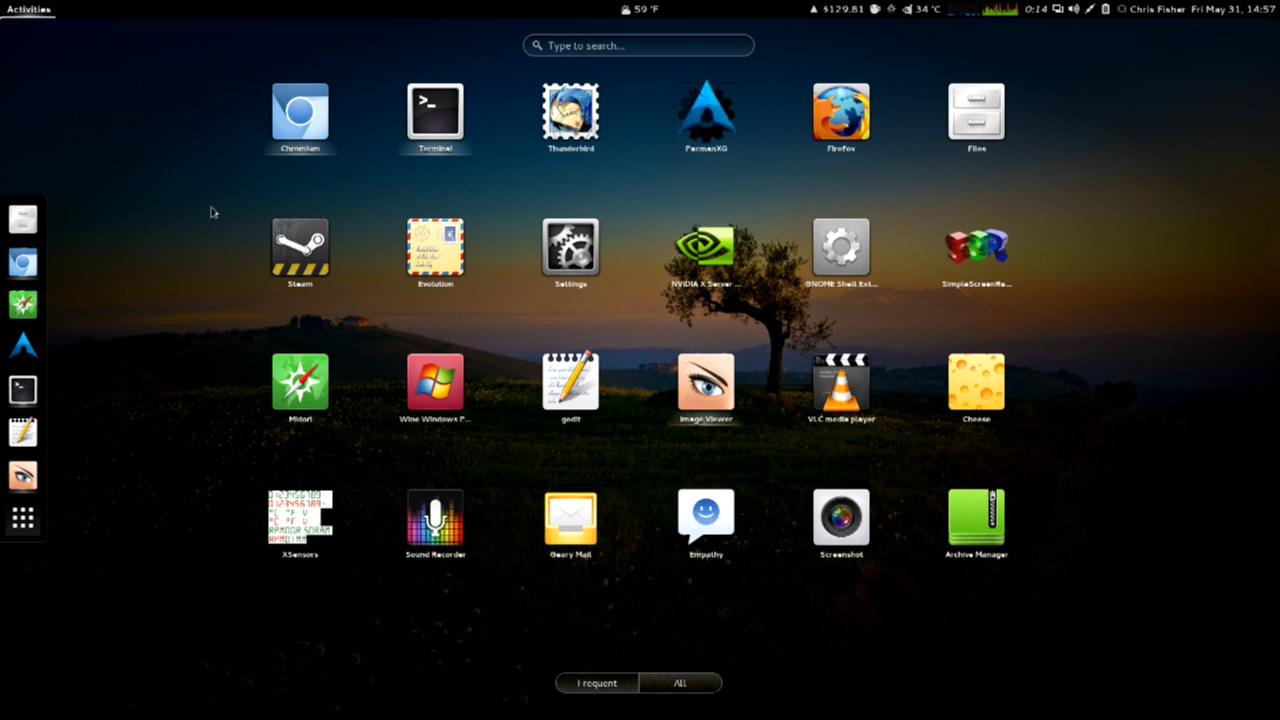 Activities
59 °F
$129.81
34 °C
0:14
Chris Fisher
Fri May 31, 14:57
Type to search...
Chromium
Terminal
Thunderbird
PacmanXG
Firefox
Files
Steam
Evolution
Settings
NVIDIA X Server ...
GNOME Shell Ext...
SimpleScreenRe...
Midori
Wine Windows P...
gedit
Image Viewer
VLC media player
Cheese
XSensors
Sound Recorder
Geary Mail
Empathy
Screenshot
Archive Manager
Frequent
All